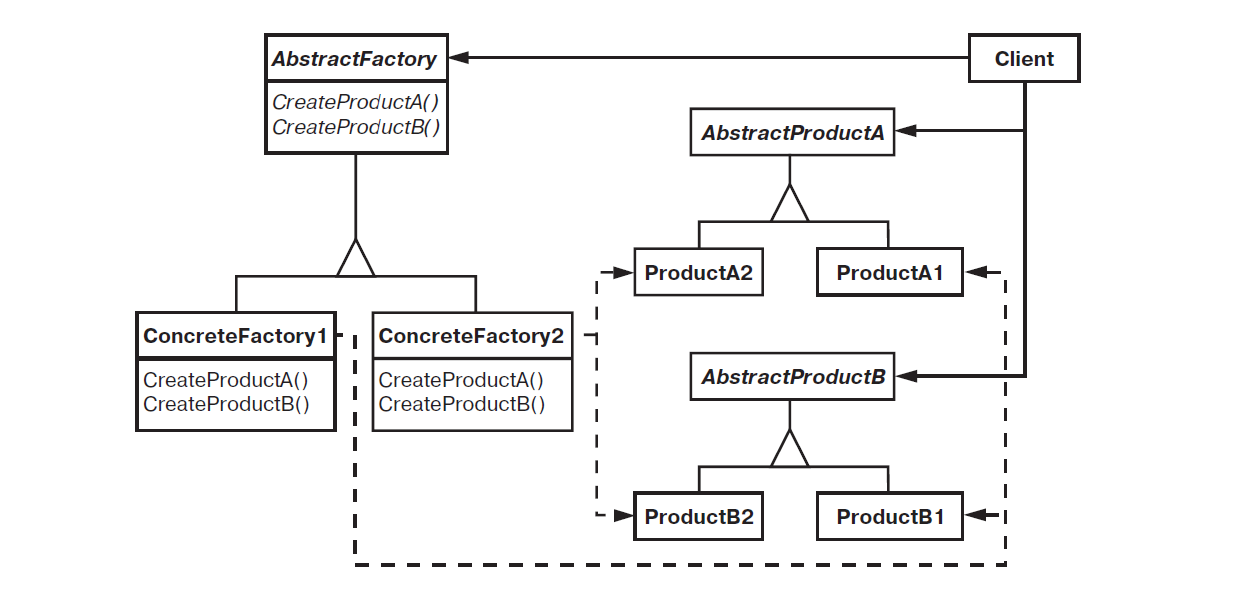 AbstractFactory
CreateProductA()
CreateProductB()
Client
AbstractProductA
ProductA2
ProductA1
ConcreteFactory1
CreateProductA()
CreateProductB()
ConcreteFactory2
CreateProductA()
CreateProductB()
AbstractProductB
ProductB2
ProductB1